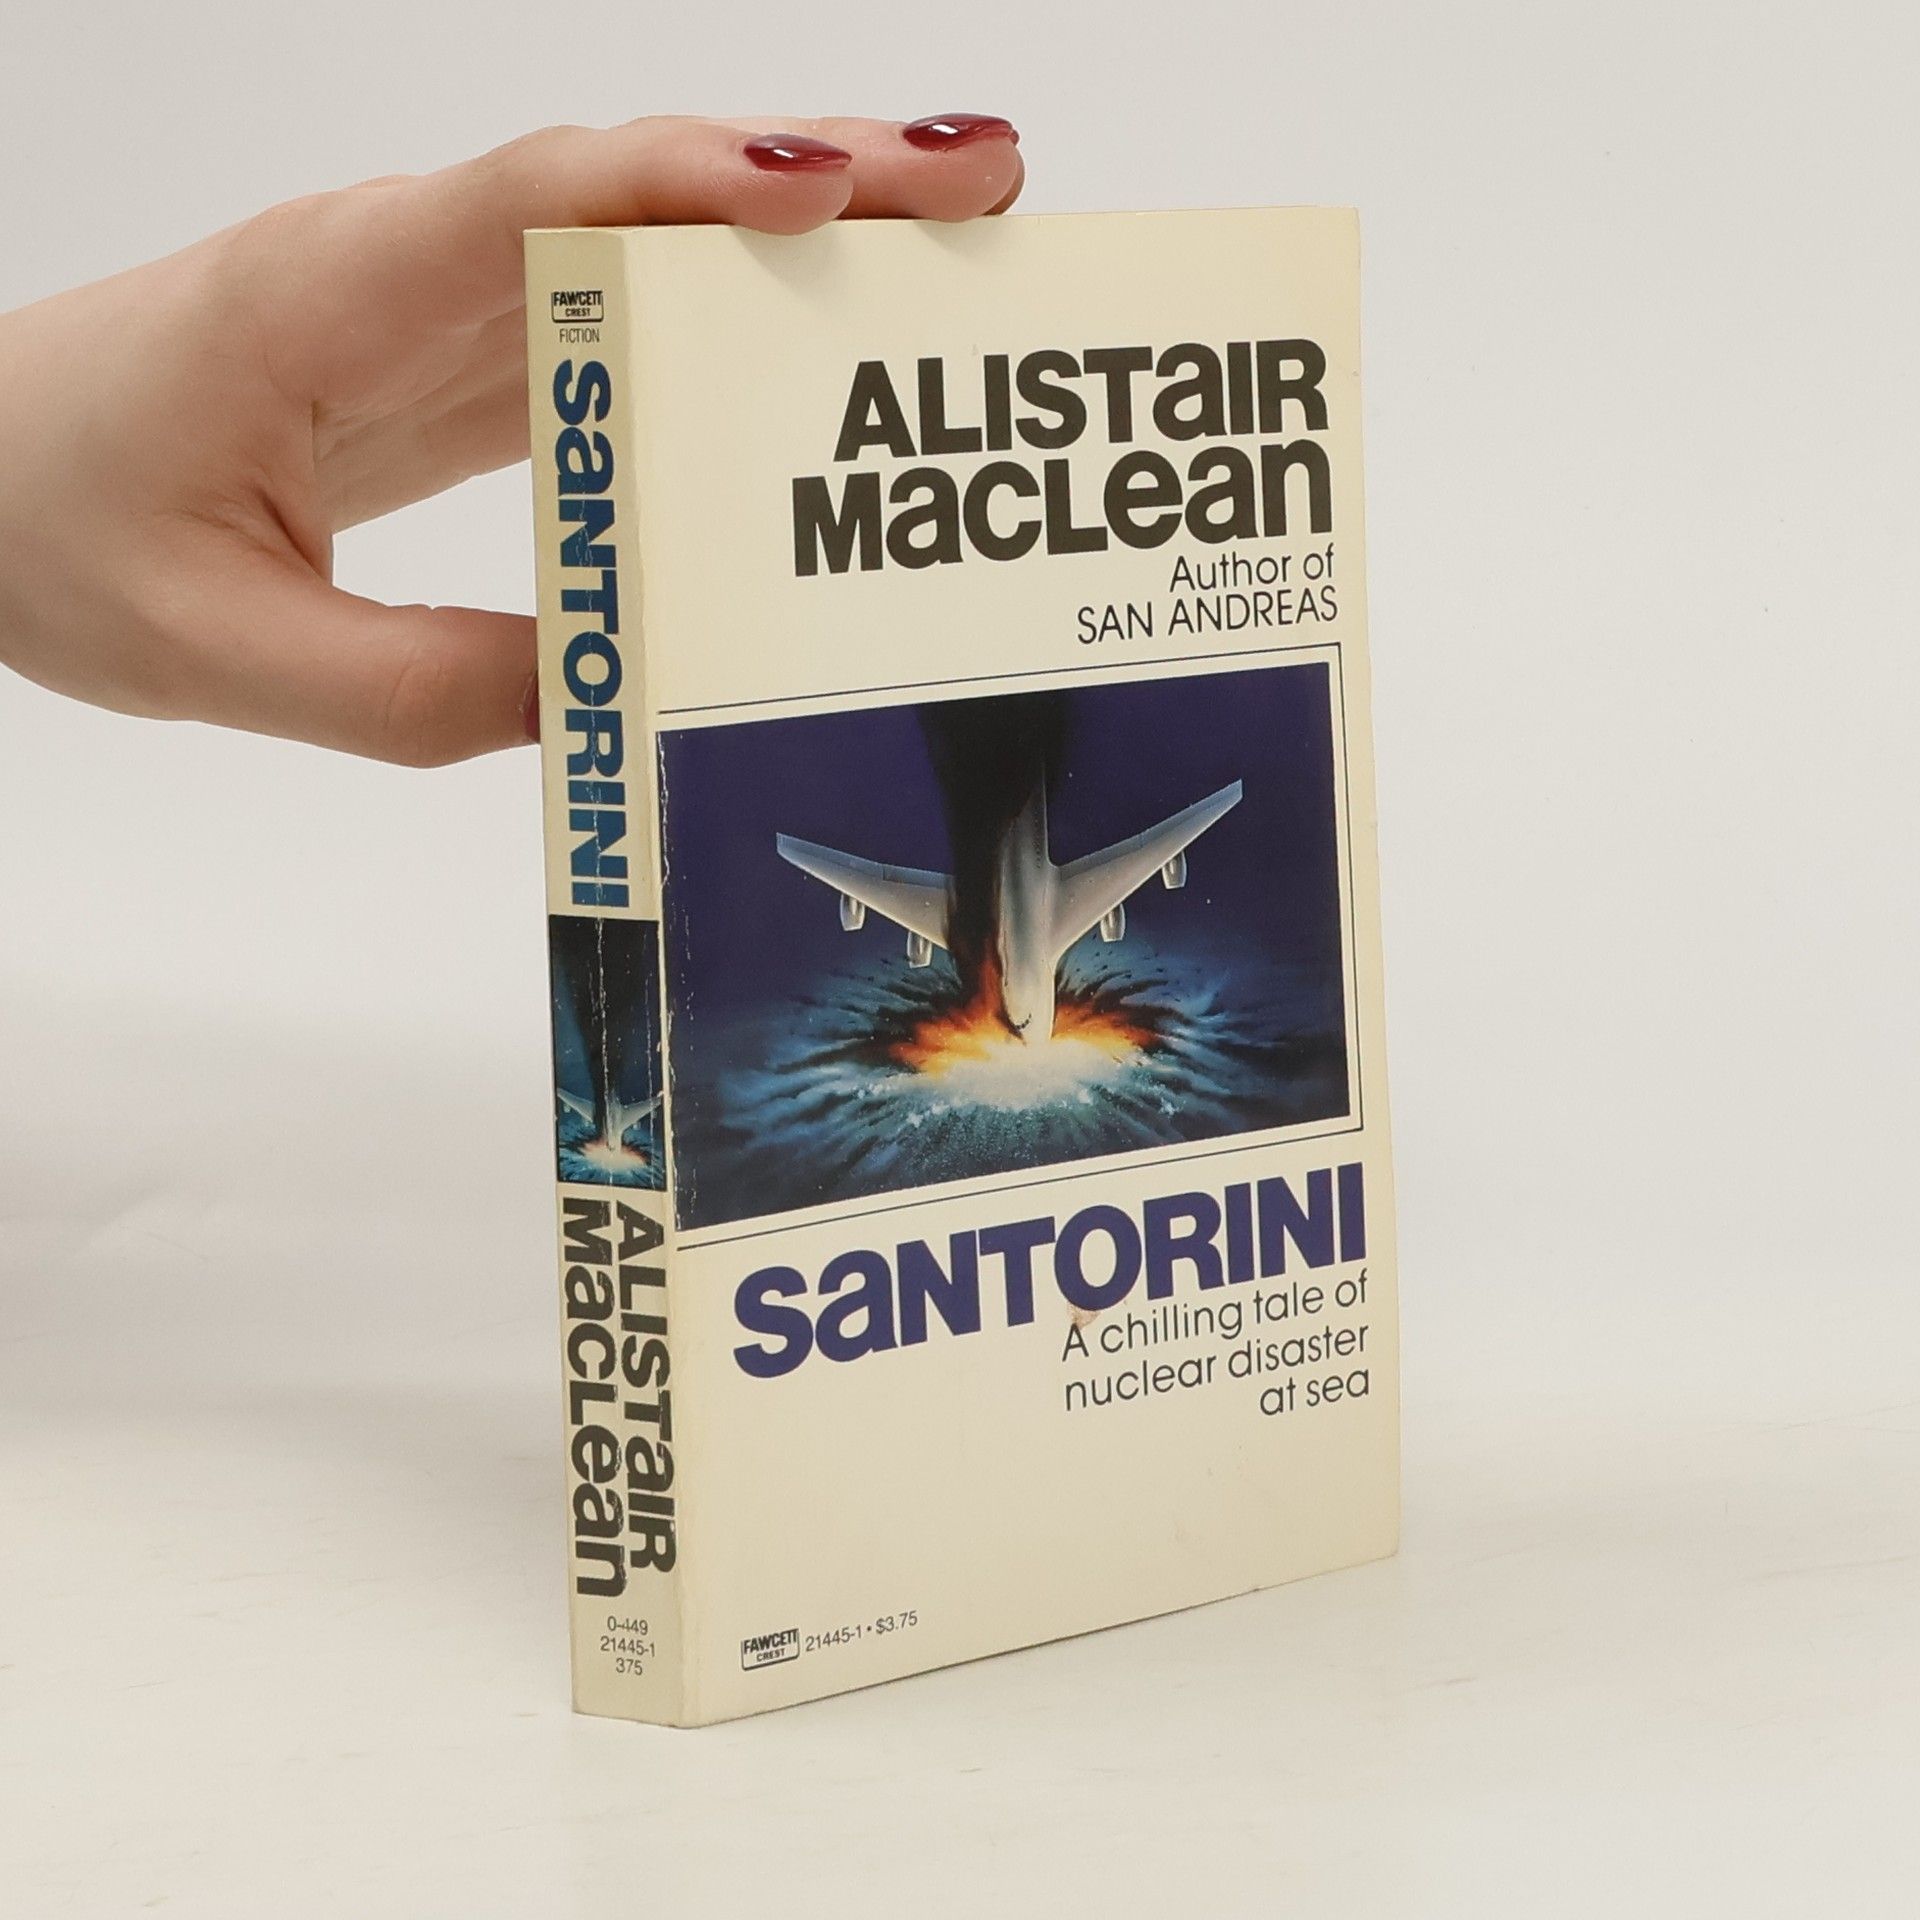 FAWCETT
CREST
FICTION
SaNTORINI
ALISTaIR
MacLean
0-449
21445-1
375
ALISTaIR
MacLean
Author of
SAN ANDREAS
SaNTORINI
A chilling tale of
nuclear disaster
at sea
FAWCETT
CREST
21445-1 • $3.75